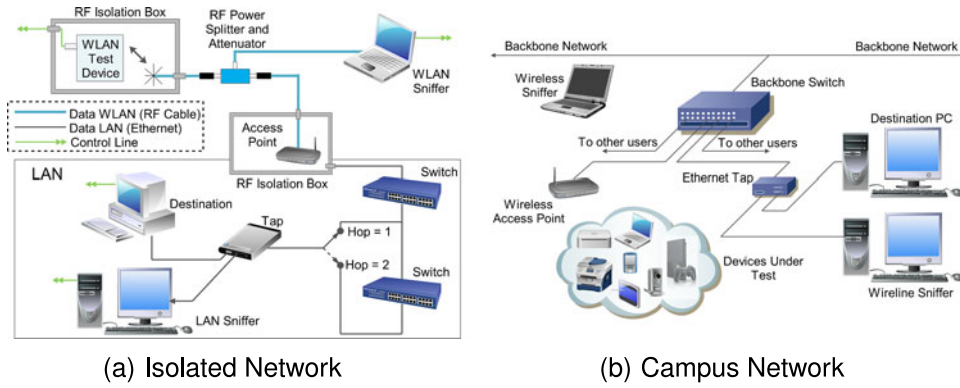 RF Isolation Box
WLAN
Test
Device
RF Power
Splitter and
Attenuator
WLAN
Sniffer
Data WLAN (RF Cable)
Data LAN (Ethernet)
Control Line
Access
Point
RF Isolation Box
LAN
Switch
Destination
Tap
Hop = 1
Hop = 2
Switch
LAN Sniffer
(a) Isolated Network
Backbone Network
Backbone Network
Wireless
Sniffer
Backbone Switch
Destination PC
To other users
To other users
Ethernet Tap
Wireless
Access Point
Devices Under
Test
Wireline Sniffer
(b) Campus Network